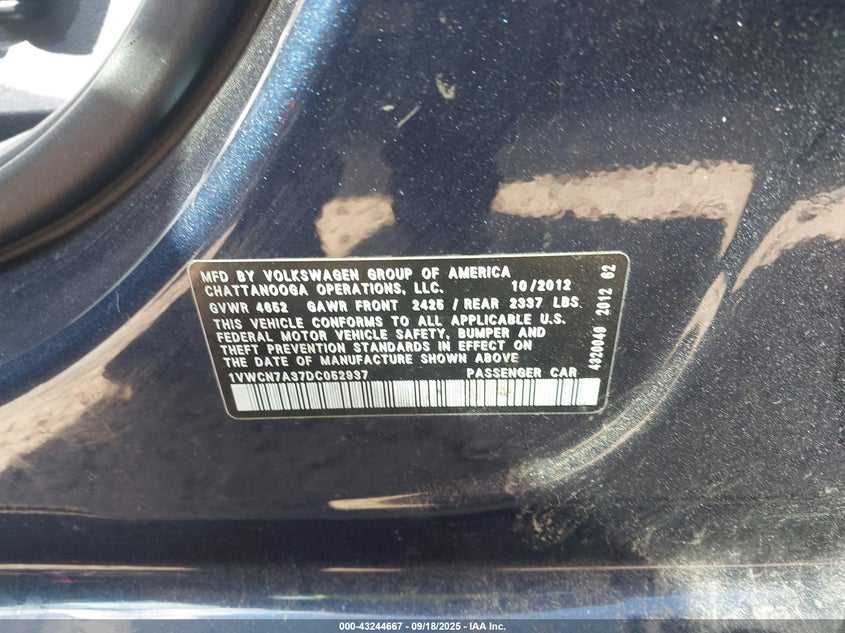 MFD BY VOLKSWAGEN GROUP OF AMERICA
CHATTANOOGA OPERATIONS, LLC. 10/2012
GVWR 4652 GAWR FRONT 2425 / REAR 2337 LBS.
THIS VEHICLE CONFORMS TO ALL APPLICABLE U.S.
FEDERAL MOTOR VEHICLE SAFETY, BUMPER AND
THEFT PREVENTION STANDARDS IN EFFECT ON
THE DATE OF MANUFACTURE SHOWN ABOVE
1VWCN7A37DC052937 PASSENGER CAR
4320040 2012 62
000-43244667 - 09/18/2025 - IAA Inc.